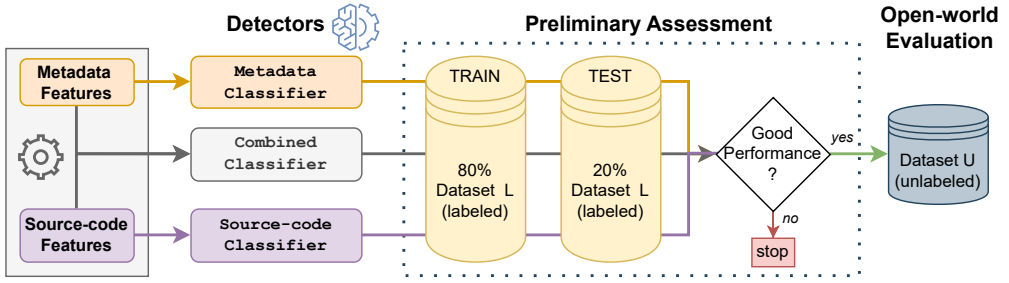 Detectors
Preliminary Assessment
Open-world
Evaluation
Metadata
Features
Source-code
Features
Metadata
Classifier
Combined
Classifier
Source-code
Classifier
TRAIN
80%
Dataset L
(labeled)
TEST
20%
Dataset L
(labeled)
Good
Performance
?
yes
no
stop
Dataset U
(unlabeled)